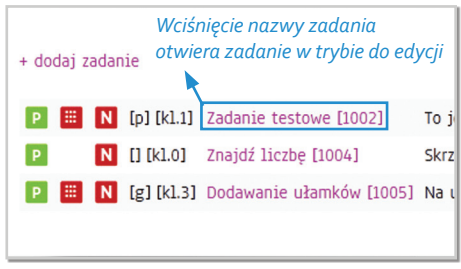 Wciśnięcie nazwy zadania
otwiera zadanie w trybie do edycji
+ dodaj zadanie
P N [p] [kl.1] Zadanie testowe [1002] To j
P N [] [kl.0] Znajdź liczbę [1004] Skrz
P N [g] [kl.3] Dodawanie ułamków [1005] Na u